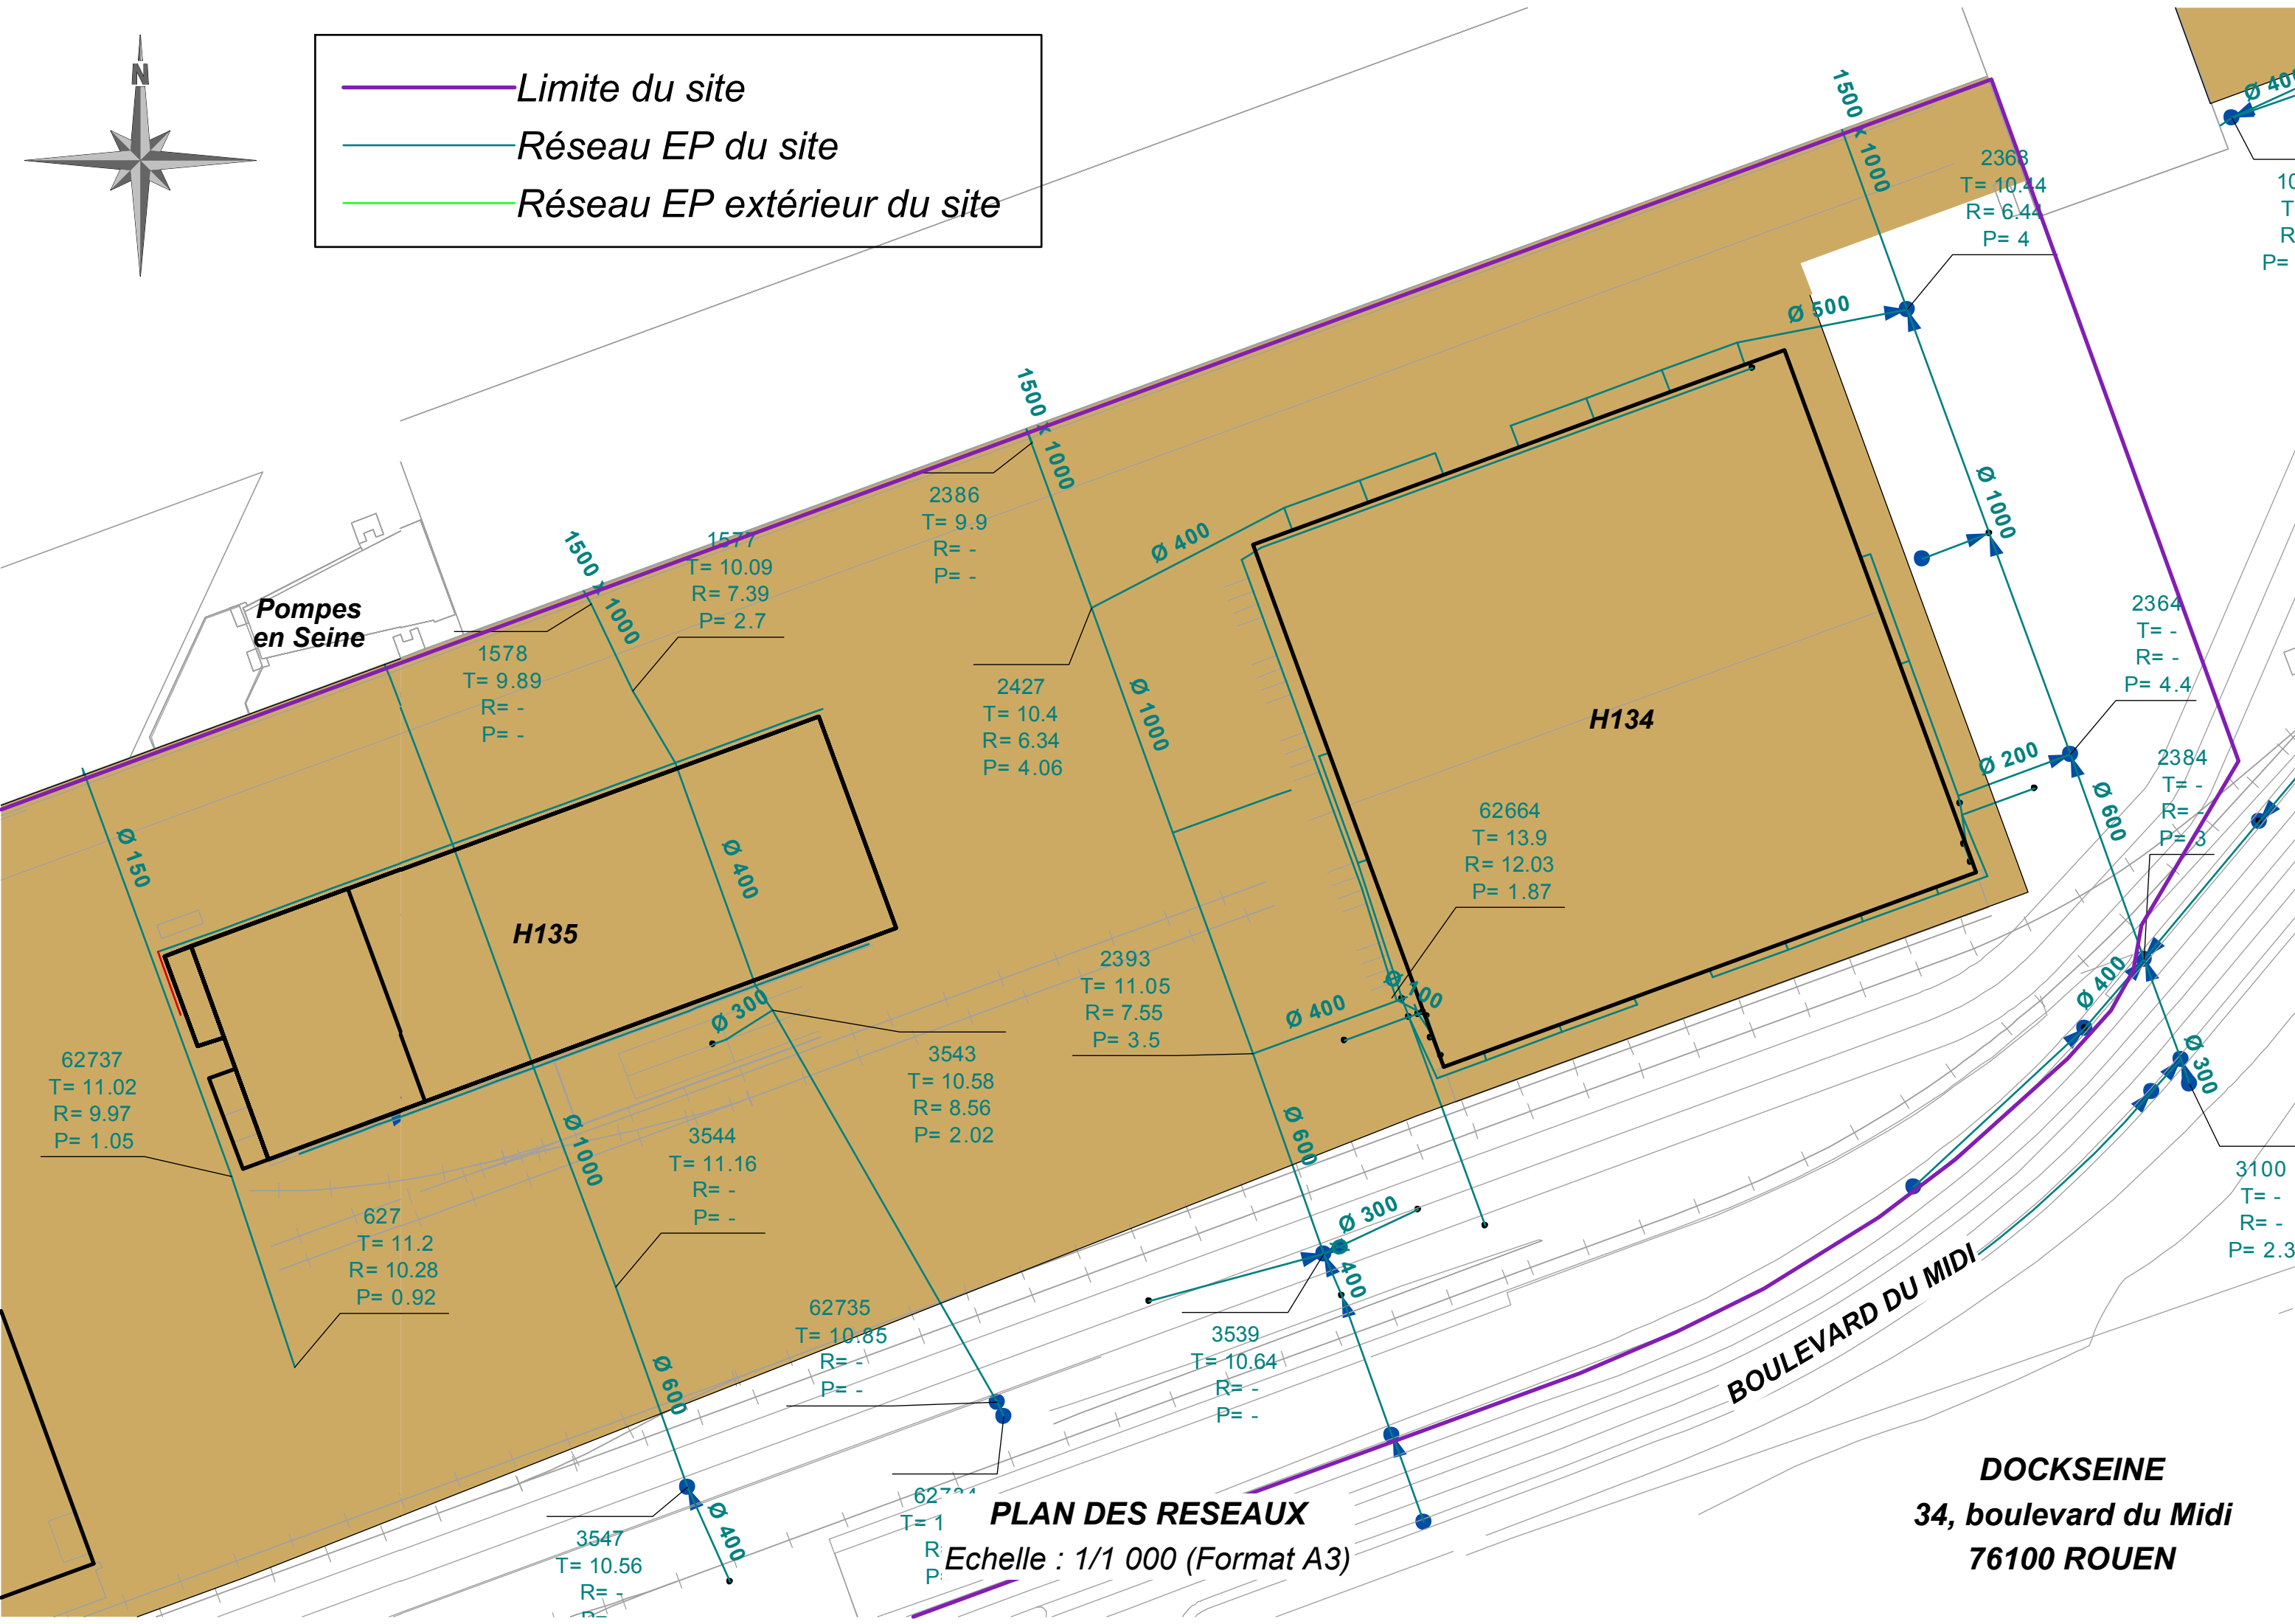 N
Limite du site
Réseau EP du site
Réseau EP extérieur du site
1500 x 1000
Ø 400
2363
T= 10.44
R= 6.44
P= 4
Ø 500
1500 x 1000
2386
T= 9.9
R= -
P= -
Ø 400
Ø 1000
1500 x 1000
1577
T= 10.09
R= 7.39
P= 2.7
Pompes
en Seine
1578
T= 9.89
R= -
P= -
2427
T= 10.4
R= 6.34
P= 4.06
Ø 1000
H134
2364
T= -
R= -
P= 4.4
Ø 200
Ø 600
2384
T= -
R= -
P= 3
Ø 150
Ø 400
62664
T= 13.9
R= 12.03
P= 1.87
H135
2393
T= 11.05
R= 7.55
P= 3.5
Ø 400
Ø 100
Ø 400
Ø 300
Ø 300
62737
T= 11.02
R= 9.97
P= 1.05
3543
T= 10.58
R= 8.56
P= 2.02
Ø 1000
3544
T= 11.16
R= -
P= -
Ø 600
3100
T= -
R= -
P= 2.3
627
T= 11.2
R= 10.28
P= 0.92
Ø 300
Ø 400
BOULEVARD DU MIDI
62735
T= 10.85
R= -
P= -
3539
T= 10.64
R= -
P= -
Ø 600
Ø 400
3547
T= 10.56
R= -
PLAN DES RESEAUX
Echelle : 1/1 000 (Format A3)
DOCKSEINE
34, boulevard du Midi
76100 ROUEN